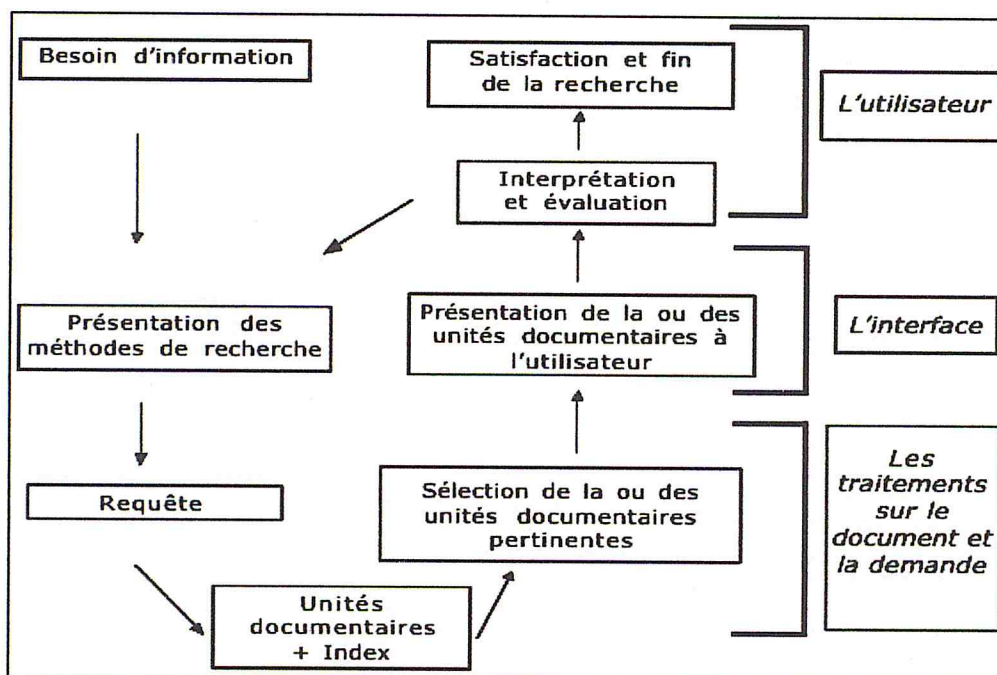 Besoin d'information
Satisfaction et fin
de la recherche
L'utilisateur
Interprétation
et évaluation
Présentation des
méthodes de recherche
Présentation de la ou des
unités documentaires à
l'utilisateur
L'interface
Requête
Sélection de la ou des
unités documentaires
pertinentes
Les
traitements
sur le
document et
la demande
Unités
documentaires
+ Index